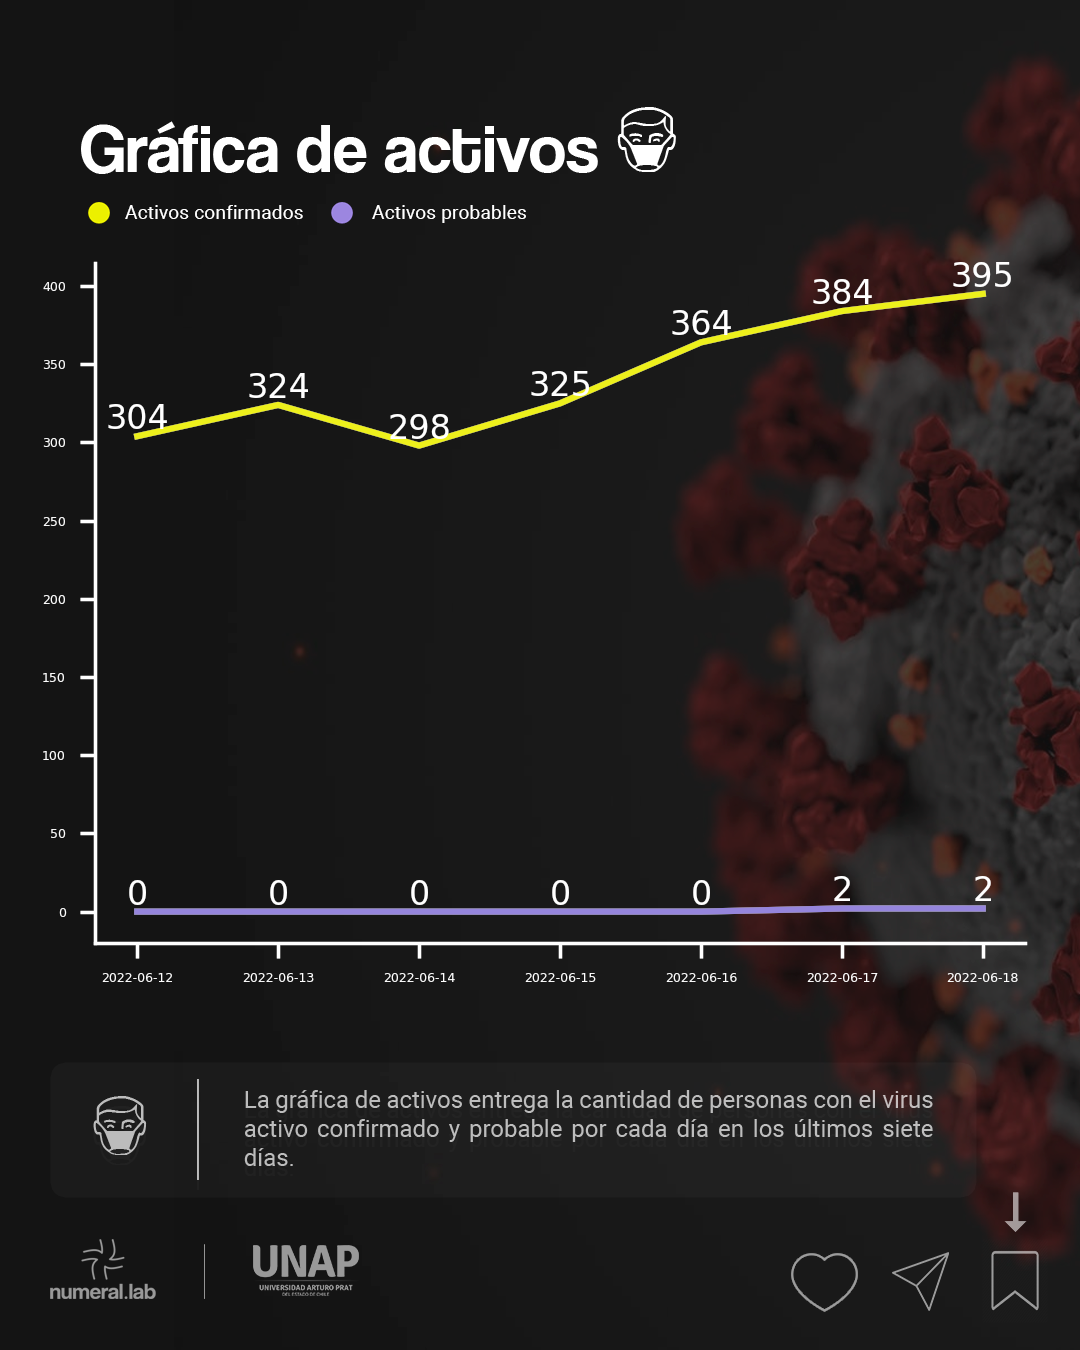 Gráfica de activos
Activos confirmados Activos probables
400
350
300
250
200
150
100
50
0
304 324 298 325 364 384 395
0 0 0 0 0 2 2
2022-06-12 2022-06-13 2022-06-14 2022-06-15 2022-06-16 2022-06-17 2022-06-18
La gráfica de activos entrega la cantidad de personas con el virus
activo confirmado y probable por cada día en los últimos siete
días.
numeral.lab
UNAP
UNIVERSIDAD ARTURO PRAT
DEL ESTADO DE CHILE